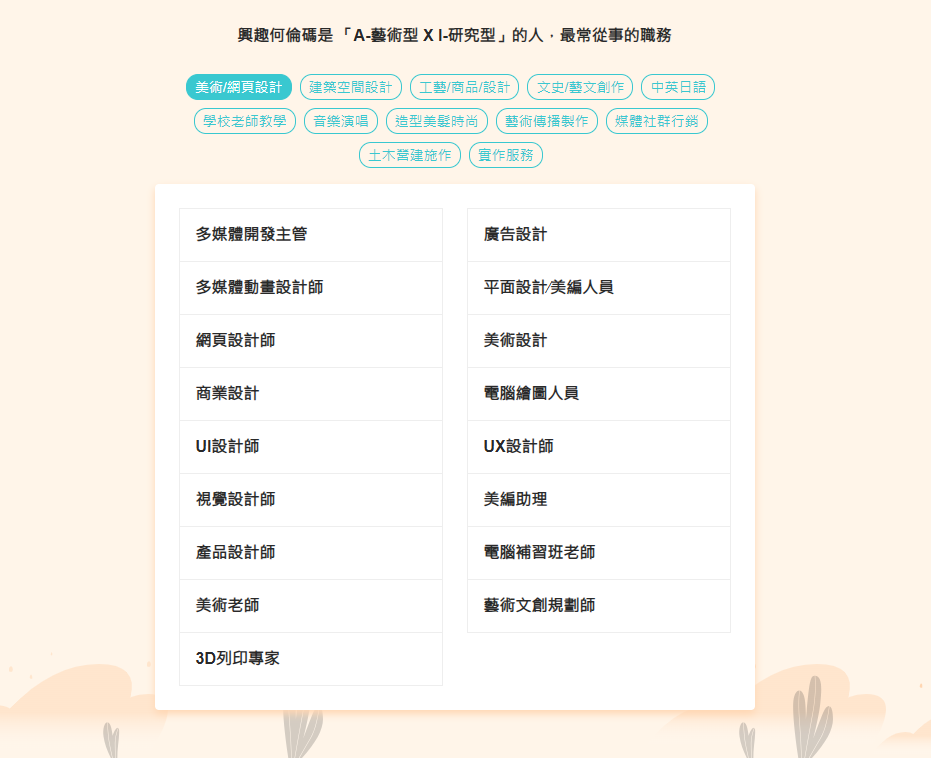 興趣何倫碼是「A-藝術型 X I-研究型」的人，最常從事的職務
美術/網頁設計 建築空間設計 工藝/商品/設計 文史/藝文創作 中英日語
學校老師教學 音樂演唱 造型美髮時尚 藝術傳播製作 媒體社群行銷
土木營建施作 實作服務
多媒體開發主管 廣告設計
多媒體動畫設計師 平面設計∕美編人員
網頁設計師 美術設計
商業設計 電腦繪圖人員
UI設計師 UX設計師
視覺設計師 美編助理
產品設計師 電腦補習班老師
美術老師 藝術文創規劃師
3D列印專家